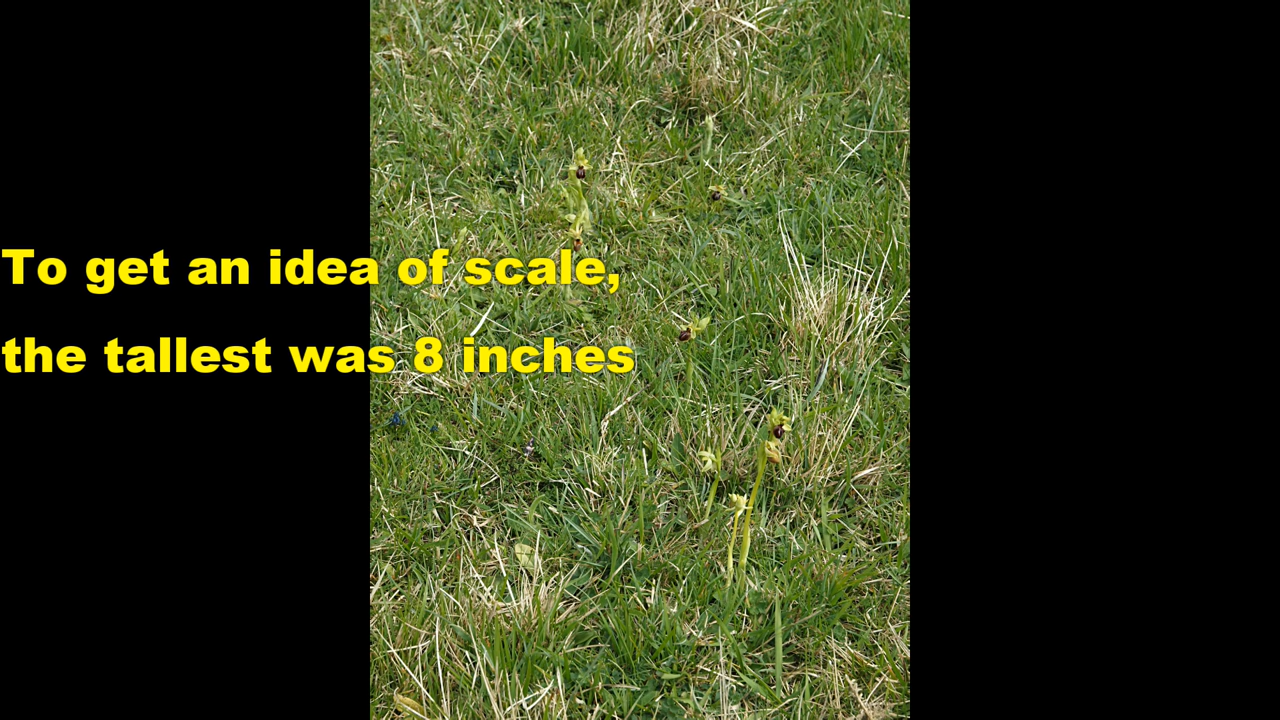 To get an idea of scale,
the tallest was 8 inches